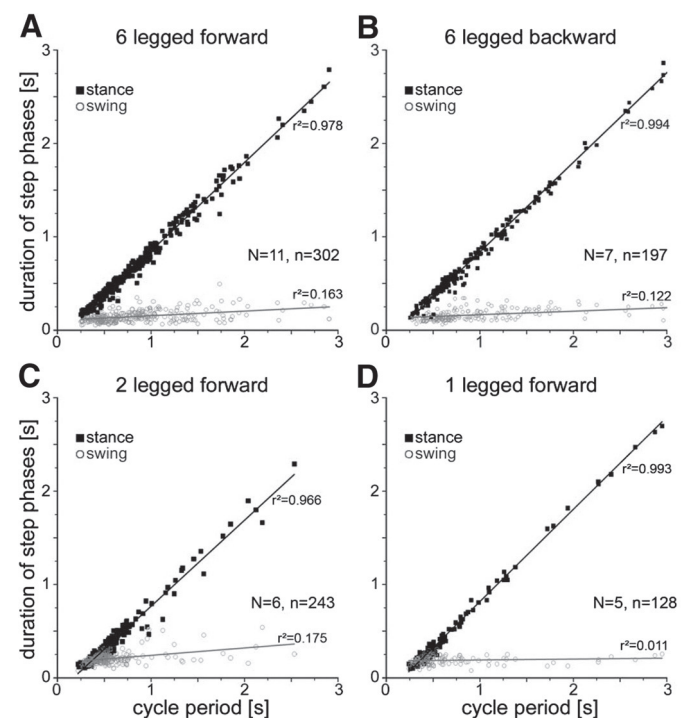 A
6 legged forward
3
2
1
0
duration of step phases [s]
stance
swing
r²=0.978
N=11, n=302
r²=0.163
0
1
2
3
B
6 legged backward
3
2
1
0
stance
swing
r²=0.994
N=7, n=197
r²=0.122
0
1
2
3
C
2 legged forward
3
2
1
0
duration of step phases [s]
stance
swing
r²=0.966
N=6, n=243
r²=0.175
0
1
2
3
cycle period [s]
D
1 legged forward
3
2
1
0
stance
swing
r²=0.993
N=5, n=128
r²=0.011
0
1
2
3
cycle period [s]